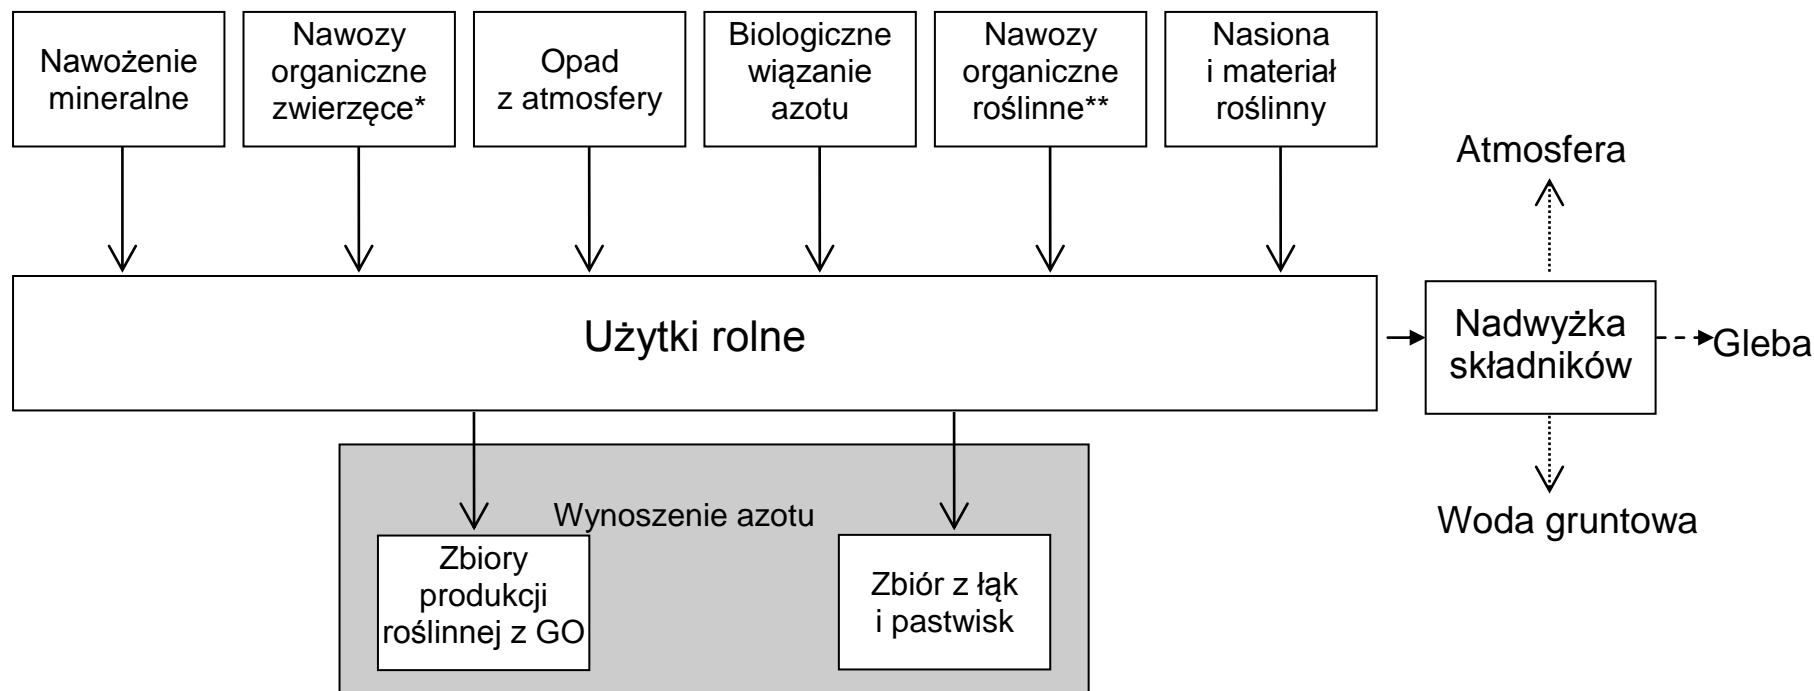 Nawożenie
mineralne
Nawozy
organiczne
zwierzęce*
Opad
z atmosfery
Biologiczne
wiązanie
azotu
Nawozy
organiczne
roślinne**
Nasiona
i materiał
roślinny
Atmosfera
Użytki rolne
Nadwyżka
składników
Gleba
Woda gruntowa
Wynoszenie azotu
Zbiory
produkcji
roślinnej z GO
Zbiór z łąk
i pastwisk